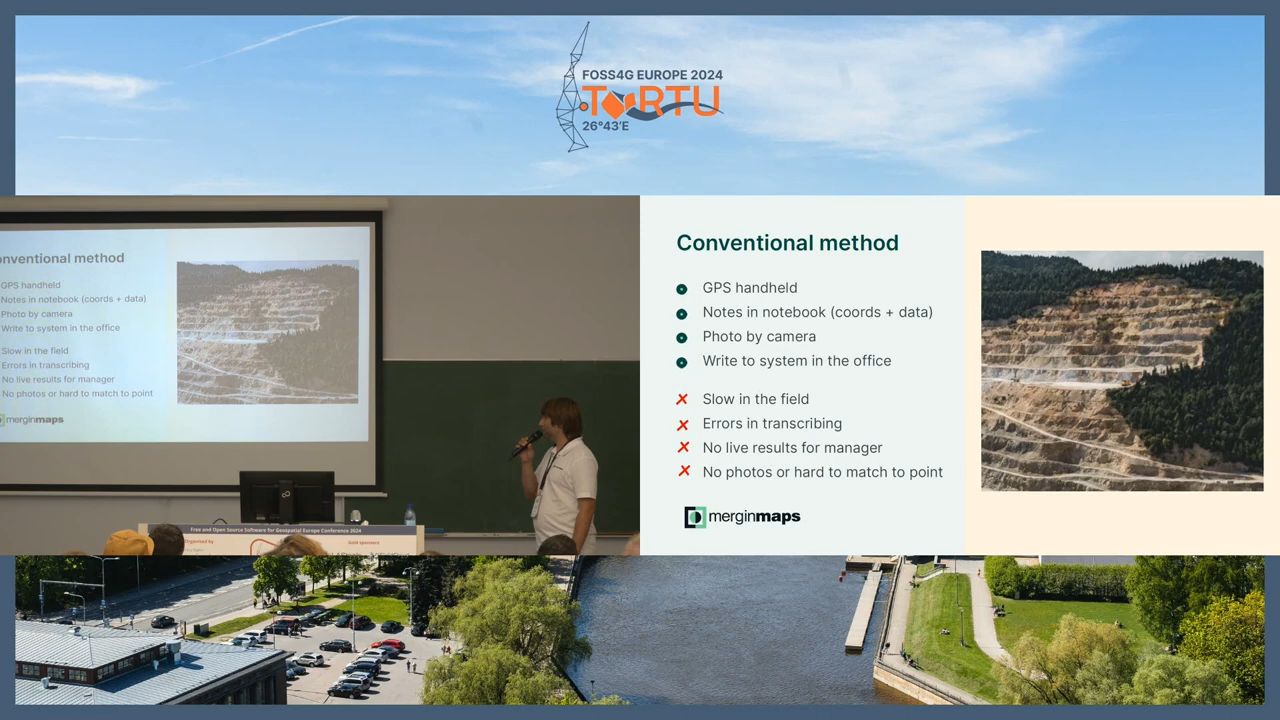 FOSS4G EUROPE 2024
TARTU
26°43'E
onventional method
GPS handheld
Notes in notebook (coords + data)
Photo by camera
Write to system in the office
Slow in the field
Errors in transcribing
No live results for manager
No photos or hard to match to point
merginmaps
Free and Open Source Software for Geospatial Europe Conference 2024
Organised by
Gold sponsors
Conventional method
GPS handheld
Notes in notebook (coords + data)
Photo by camera
Write to system in the office
Slow in the field
Errors in transcribing
No live results for manager
No photos or hard to match to point
merginmaps